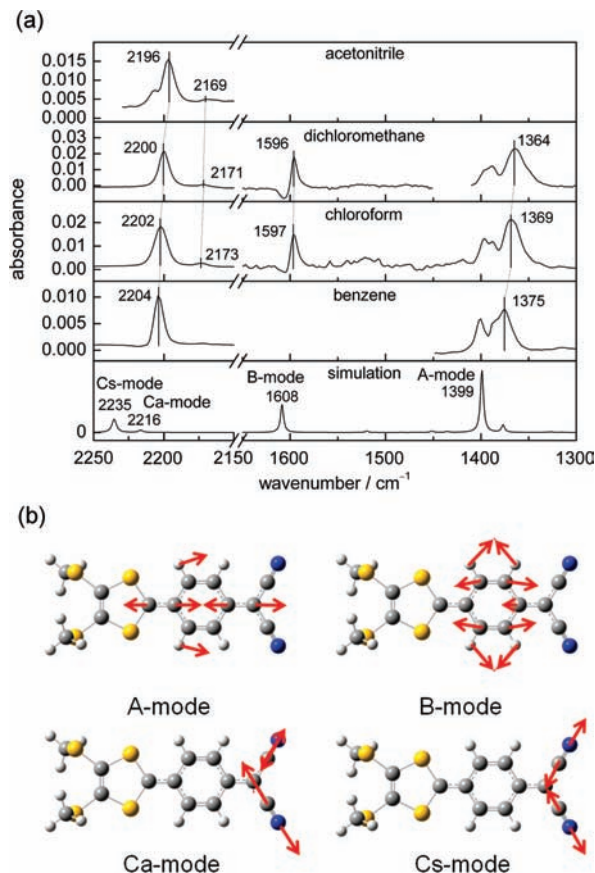 (a)
acetonitrile
2196
2169
0.015
0.010
0.005
0.000
dichloromethane
2200
2171
1596
1364
0.03
0.02
0.01
0.00
chloroform
2202
2173
1597
1369
0.02
0.01
0.00
benzene
2204
1375
0.010
0.005
0.000
simulation
Cs-mode
2235
Ca-mode
2216
B-mode
1608
A-mode
1399
0
absorbance
2250 2200 2150 1600 1500 1400 1300
wavenumber / cm⁻¹
(b)
A-mode B-mode
Ca-mode Cs-mode